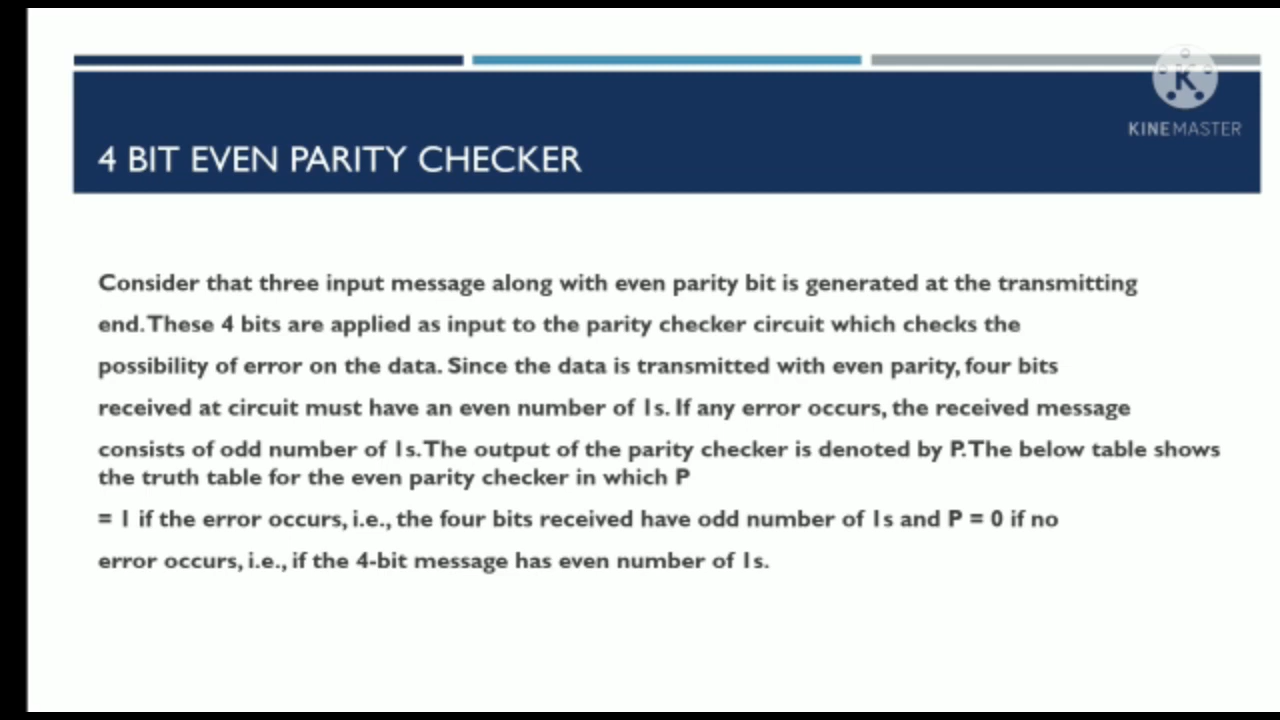 K
KINEMASTER
4 BIT EVEN PARITY CHECKER
Consider that three input message along with even parity bit is generated at the transmitting
end. These 4 bits are applied as input to the parity checker circuit which checks the
possibility of error on the data. Since the data is transmitted with even parity, four bits
received at circuit must have an even number of 1s. If any error occurs, the received message
consists of odd number of 1s. The output of the parity checker is denoted by P. The below table shows
the truth table for the even parity checker in which P
= 1 if the error occurs, i.e., the four bits received have odd number of 1s and P = 0 if no
error occurs, i.e., if the 4-bit message has even number of 1s.